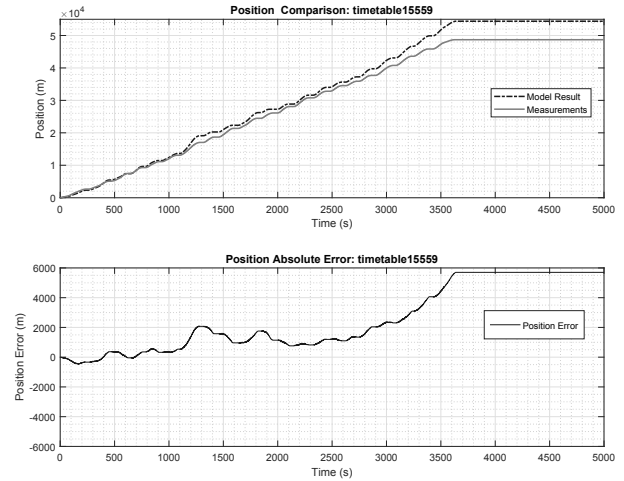 Position  Comparison: timetable15559
×10⁴
5
4
3
2
1
0
Position (m)
Model Result
Measurements
0 500 1000 1500 2000 2500 3000 3500 4000 4500 5000
Time (s)
Position Absolute Error: timetable15559
6000
4000
2000
0
-2000
-4000
-6000
Position Error (m)
Position Error
0 500 1000 1500 2000 2500 3000 3500 4000 4500 5000
Time (s)